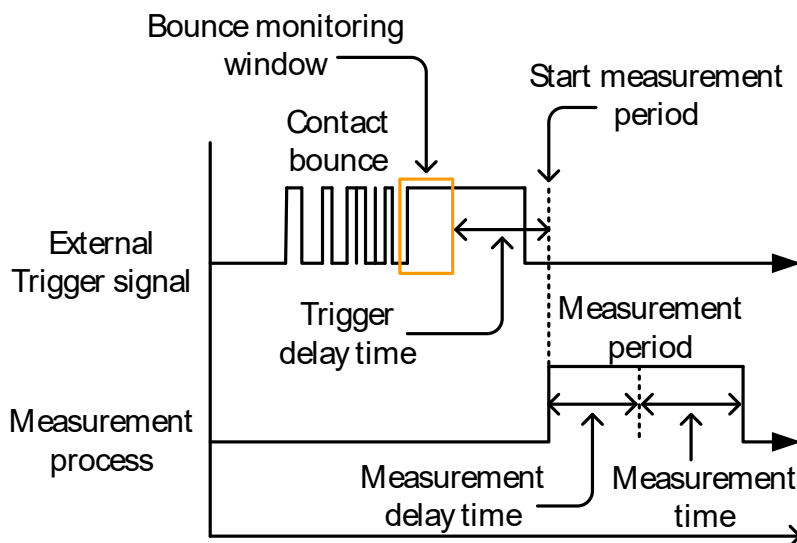 Bounce monitoring
window
Start measurement
period
Contact
bounce
External
Trigger signal
Trigger
delay time
Measurement
period
Measurement
process
Measurement
delay time
Measurement
time